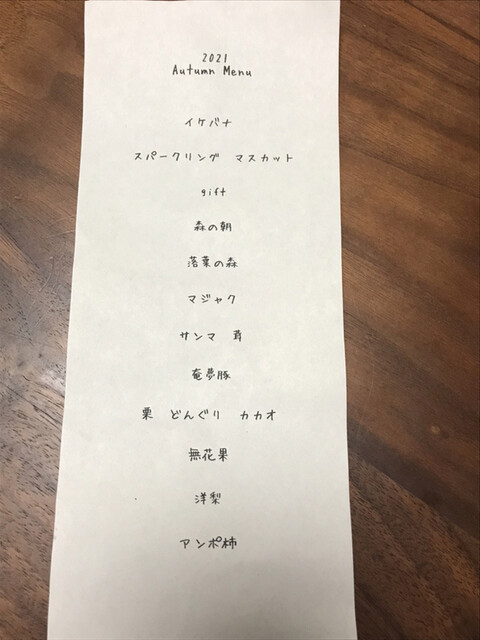 2021
Autumn Menu
イケバナ
スパークリング マスカット
gift
森の朝
落葉の森
マジャク
サンマ 茸
奄夢豚
栗 どんぐり カカオ
無花果
洋梨
アンポ柿